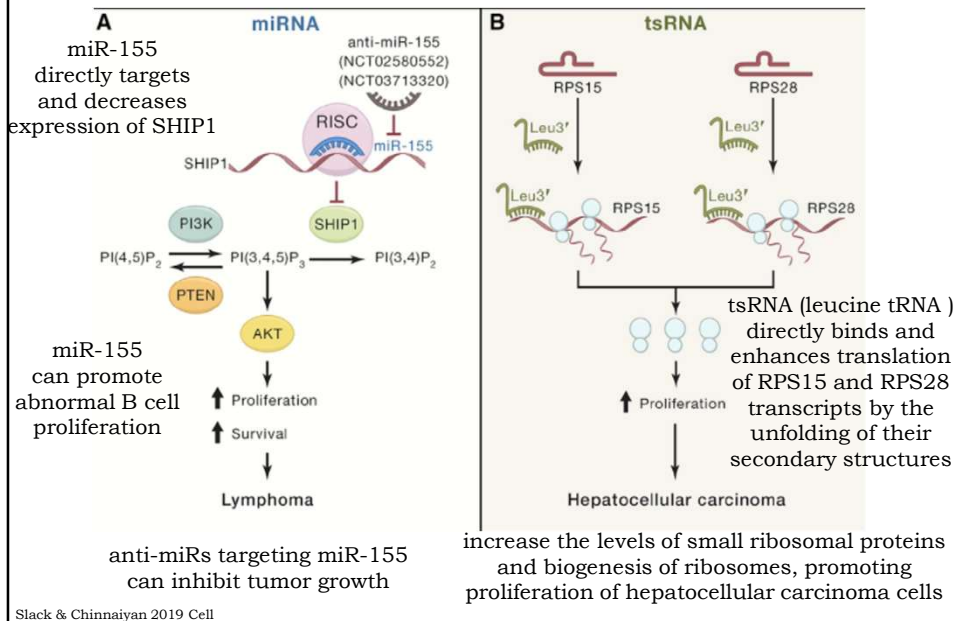 A
miRNA
miR-155
directly targets
and decreases
expression of SHIP1
anti-miR-155
(NCT02580552)
(NCT03713320)
RISC
miR-155
SHIP1
PI3K
SHIP1
PI(4,5)P2
PI(3,4,5)P3
PI(3,4)P2
PTEN
AKT
miR-155
can promote
abnormal B cell
proliferation
Proliferation
Survival
Lymphoma
anti-miRs targeting miR-155
can inhibit tumor growth
B
tsRNA
RPS15
RPS28
Leu3′
Leu3′
Leu3′
RPS15
Leu3′
RPS28
tsRNA (leucine tRNA )
directly binds and
enhances translation
of RPS15 and RPS28
transcripts by the
unfolding of their
secondary structures
Proliferation
Hepatocellular carcinoma
increase the levels of small ribosomal proteins
and biogenesis of ribosomes, promoting
proliferation of hepatocellular carcinoma cells
Slack & Chinnaiyan 2019 Cell